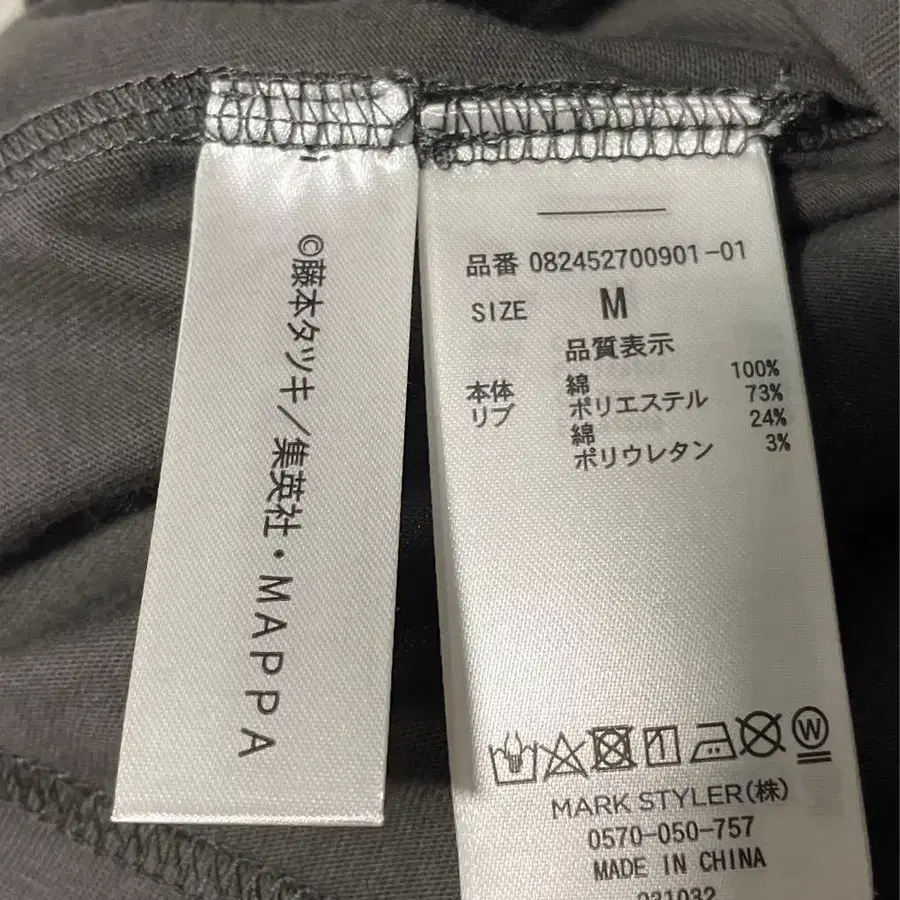 ©藤本タツキ／集英社・MAPPA
品番 082452700901-01
SIZE M
品質表示
本体 綿 100%
リブ ポリエステル 73%
綿 24%
ポリウレタン 3%
W
MARK STYLER(株)
0570-050-757
MADE IN CHINA
031032